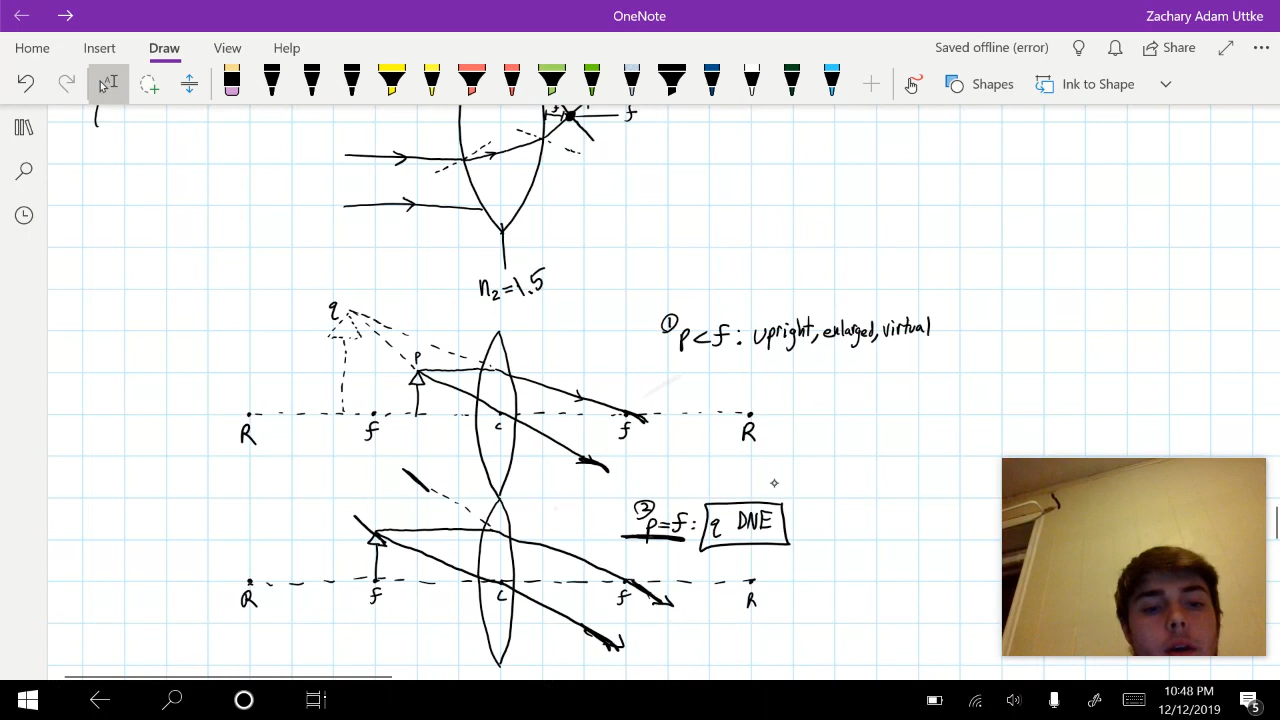 OneNote
Zachary Adam Uttke
Home Insert Draw View Help
Saved offline (error) Share
Shapes Ink to Shape
f
n₂=1.5
q
① p<f: upright, enlarged, virtual
p
R f c f R
② p=f: q DNE
R f c f R
10:48 PM
12/12/2019
5